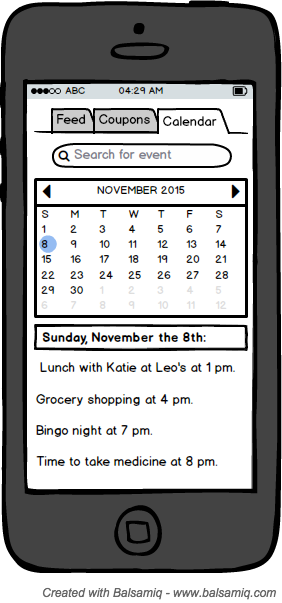 ABC 04:29 AM
Feed Coupons Calendar
Search for event
NOVEMBER 2015
S M T W T F S
1 2 3 4 5 6 7
8 9 10 11 12 13 14
15 16 17 18 19 20 21
22 23 24 25 26 27 28
29 30 1 2 3 4 5
6 7 8 9 10 11 12
Sunday, November the 8th:
Lunch with Katie at Leo's at 1 pm.
Grocery shopping at 4 pm.
Bingo night at 7 pm.
Time to take medicine at 8 pm.
Created with Balsamiq - www.balsamiq.com